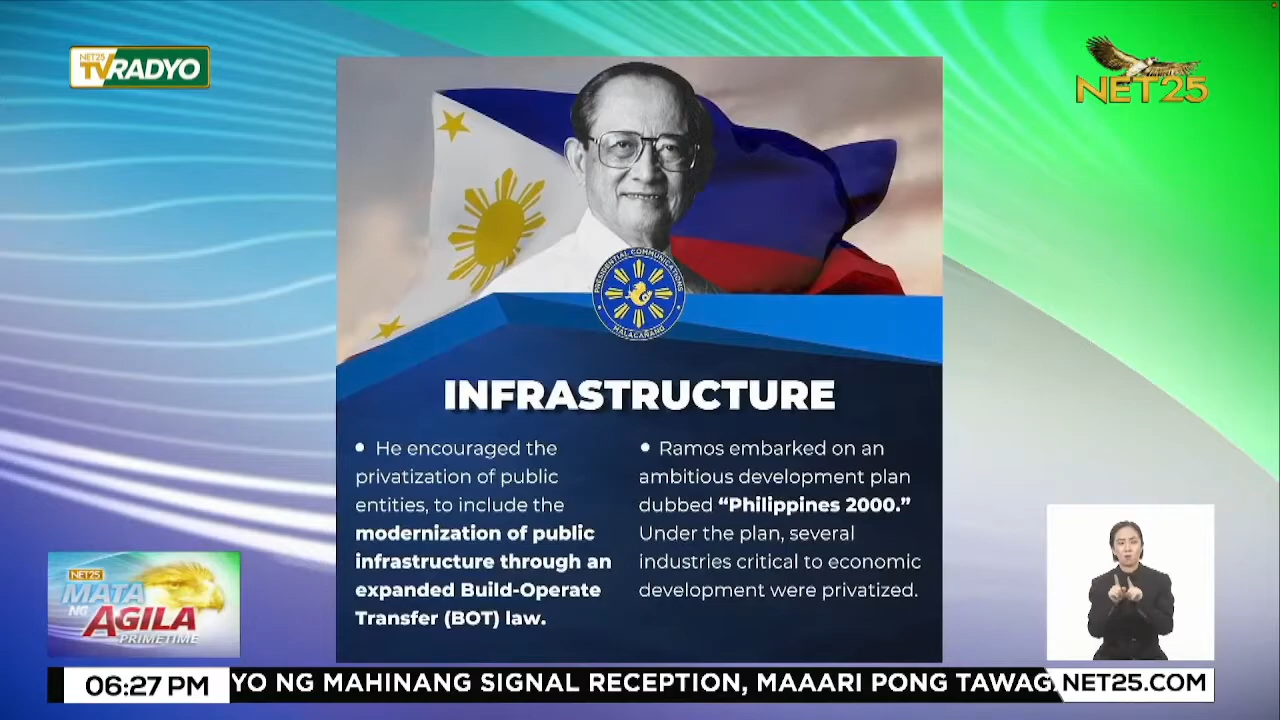 NET25
TV RADYO
NET25
PRESIDENTIAL COMMUNICATIONS
MALACAÑANG
INFRASTRUCTURE
• He encouraged the
privatization of public
entities, to include the
modernization of public
infrastructure through an
expanded Build-Operate
Transfer (BOT) law.
• Ramos embarked on an
ambitious development plan
dubbed “Philippines 2000.”
Under the plan, several
industries critical to economic
development were privatized.
NET25
MATA
NG
AGILA
PRIMETIME
06:27 PM
YO NG MAHINANG SIGNAL RECEPTION, MAAARI PONG TAWAG
NET25.COM